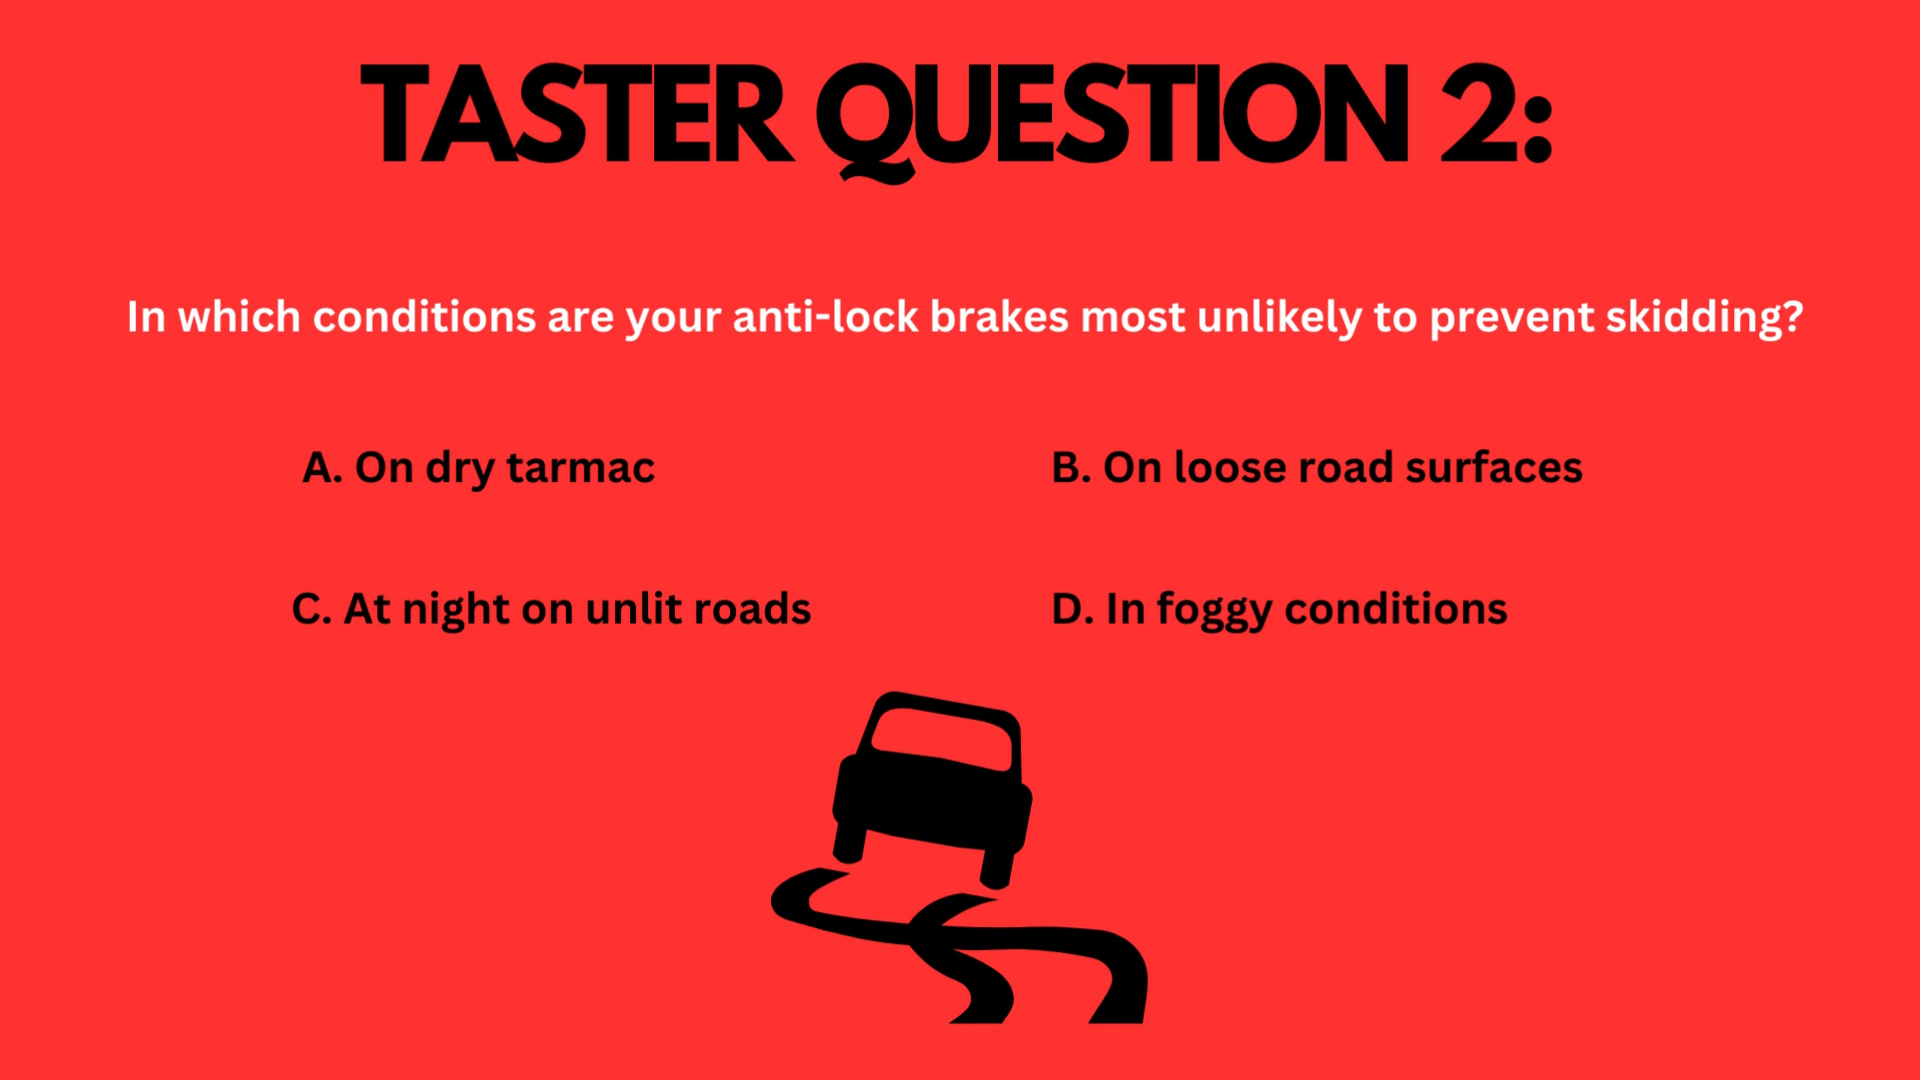 TASTER QUESTION 2:
In which conditions are your anti-lock brakes most unlikely to prevent skidding?
A. On dry tarmac
B. On loose road surfaces
C. At night on unlit roads
D. In foggy conditions